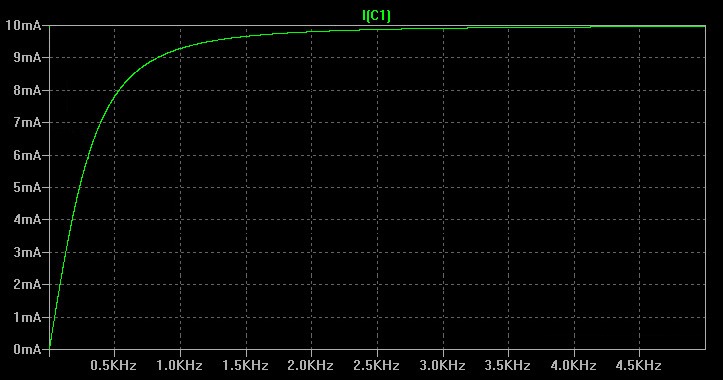 I(C1)
10mA
9mA
8mA
7mA
6mA
5mA
4mA
3mA
2mA
1mA
0mA
0.5KHz 1.0KHz 1.5KHz 2.0KHz 2.5KHz 3.0KHz 3.5KHz 4.0KHz 4.5KHz